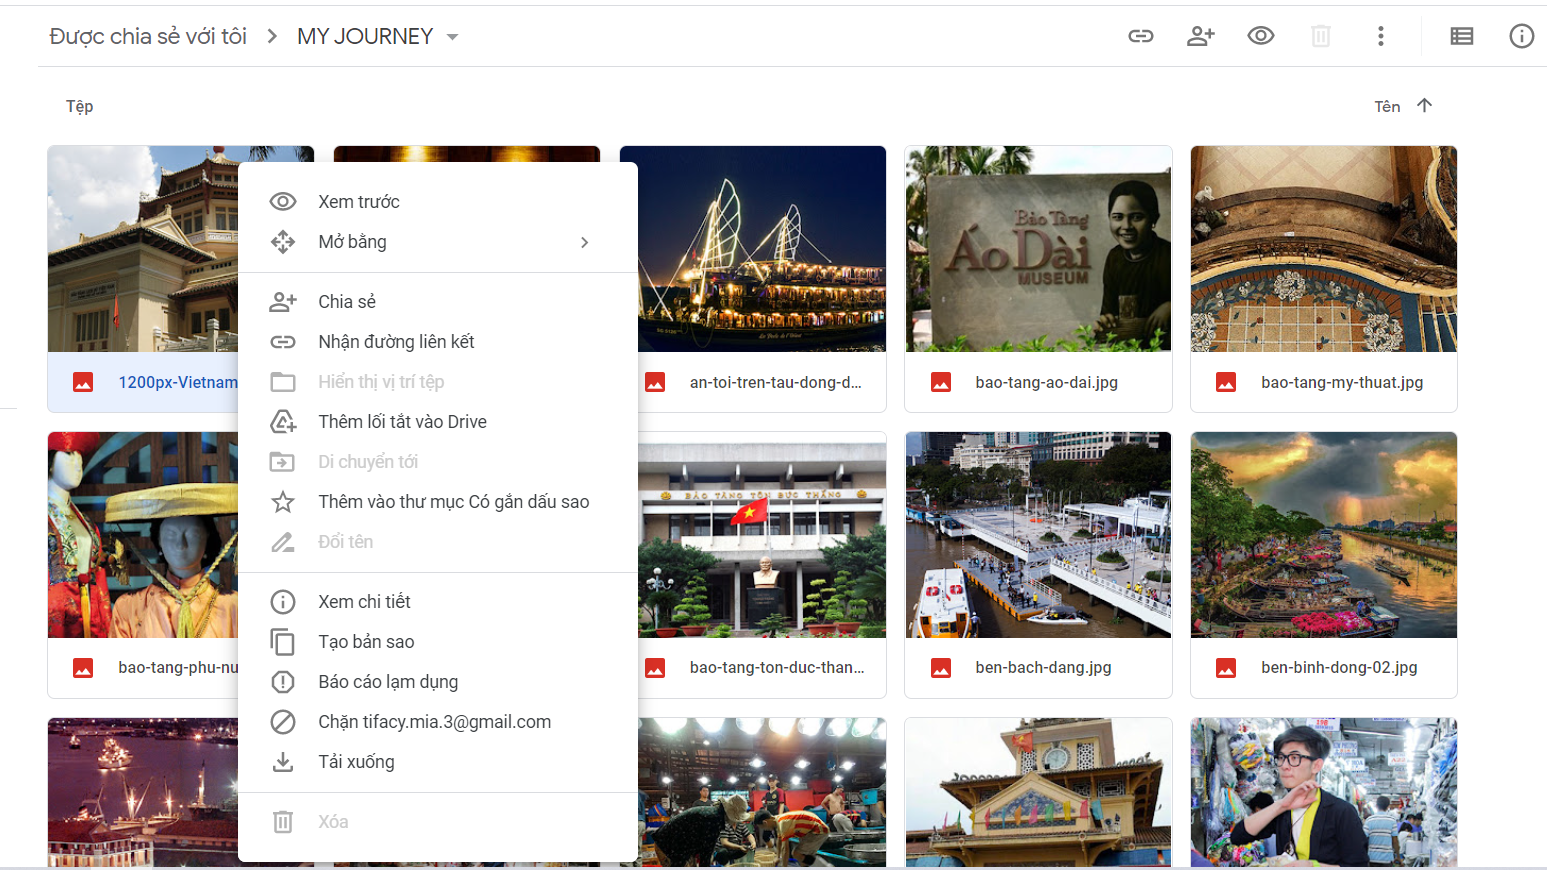 Được chia sẻ với tôi > MY JOURNEY
Tệp
Tên
Xem trước
Mở bằng
Chia sẻ
Nhận đường liên kết
Hiển thị vị trí tệp
Thêm lối tắt vào Drive
Di chuyển tới
Thêm vào thư mục Có gắn dấu sao
Đổi tên
Xem chi tiết
Tạo bản sao
Báo cáo lạm dụng
Chặn tifacy.mia.3@gmail.com
Tải xuống
Xóa
Bảo Tàng
Áo Dài
MUSEUM
1200px-Vietnam
an-toi-tren-tau-dong-d...
bao-tang-ao-dai.jpg
bao-tang-my-thuat.jpg
BẢO TÀNG TÔN ĐỨC THẮNG
bao-tang-phu-nu
bao-tang-ton-duc-than...
ben-bach-dang.jpg
ben-binh-dong-02.jpg